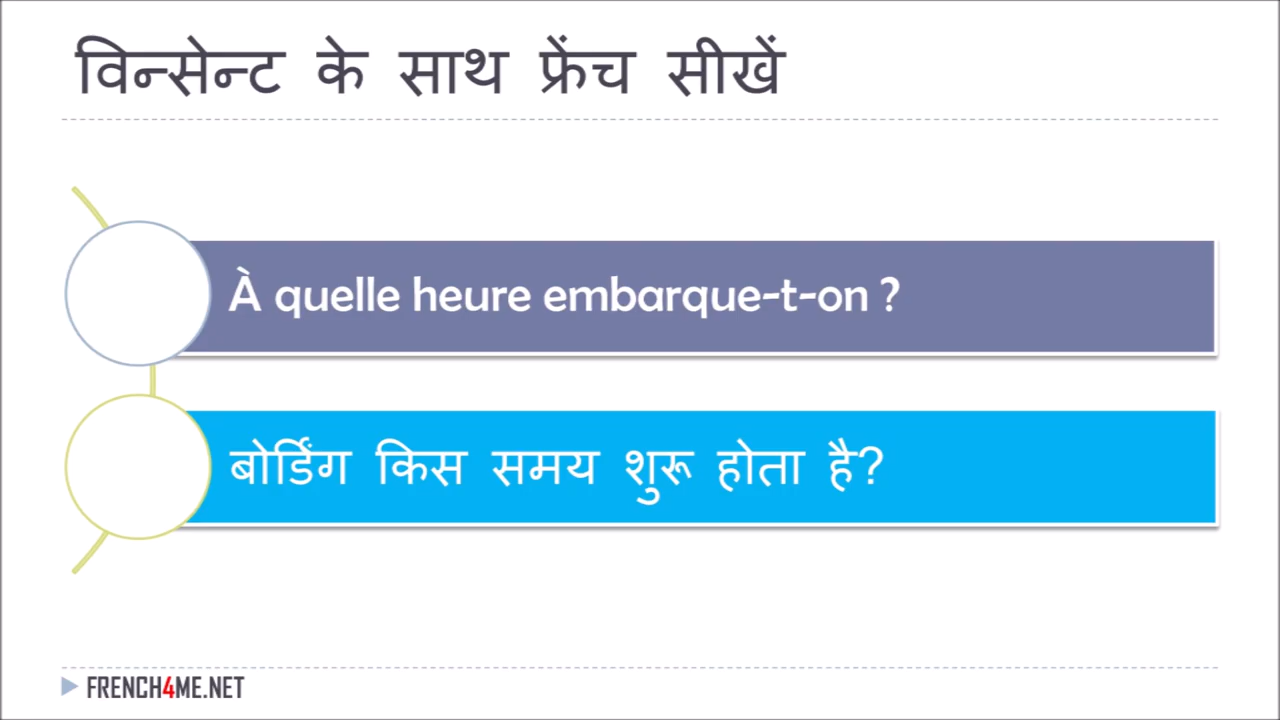 विन्सेन्ट के साथ फ्रेंच सीखें
À quelle heure embarque-t-on ?
बोर्डिंग किस समय शुरू होता है?
FRENCH4ME.NET